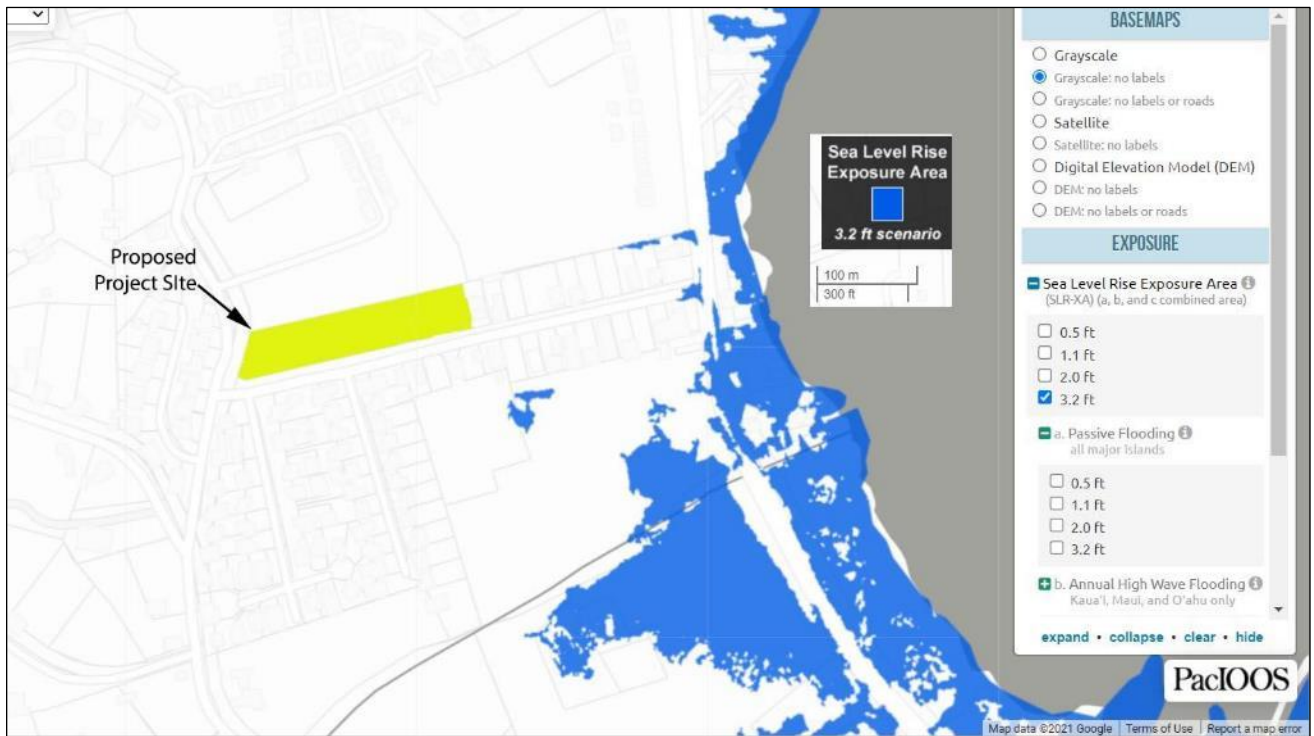 Proposed
Project SIte
Sea Level Rise
Exposure Area
3.2 ft scenario
100 m
300 ft
BASEMAPS
Grayscale
Grayscale: no labels
Grayscale: no labels or roads
Satellite
Satellite: no labels
Digital Elevation Model (DEM)
DEM: no labels
DEM: no labels or roads
EXPOSURE
Sea Level Rise Exposure Area
(SLR-XA) (a, b, and c combined area)
0.5 ft
1.1 ft
2.0 ft
3.2 ft
a. Passive Flooding
all major islands
0.5 ft
1.1 ft
2.0 ft
3.2 ft
b. Annual High Wave Flooding
Kauaʻi, Maui, and Oʻahu only
expand • collapse • clear • hide
PacIOOS
Map data ©2021 Google Terms of Use Report a map error